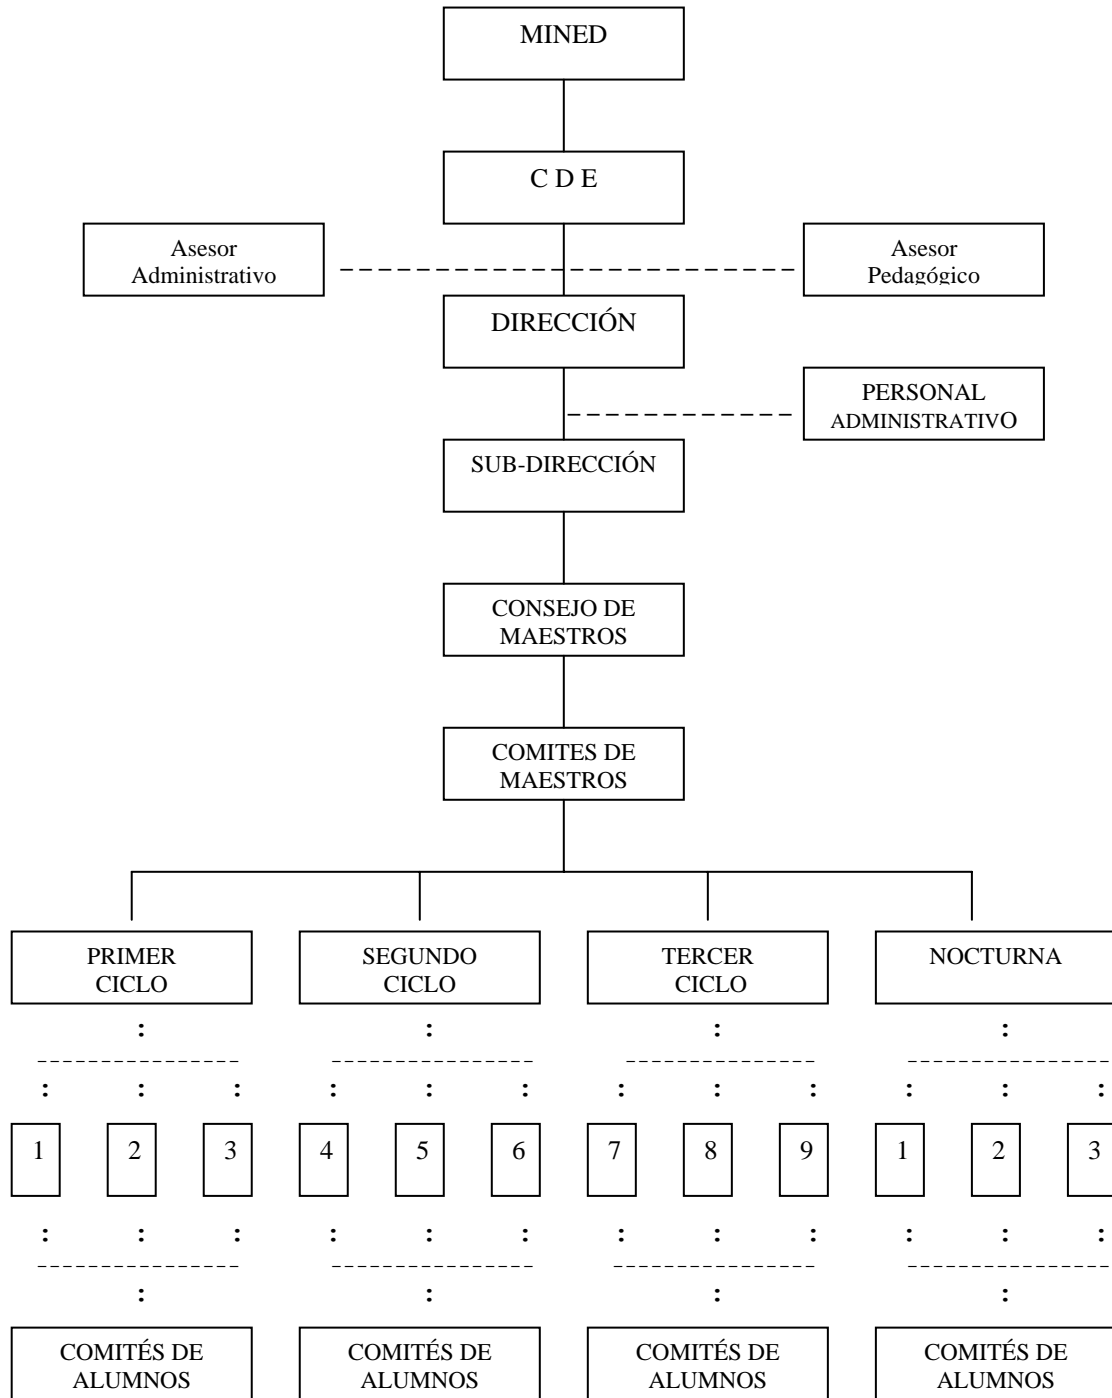 MINED
C D E
Asesor
Administrativo
Asesor
Pedagógico
DIRECCIÓN
PERSONAL
ADMINISTRATIVO
SUB-DIRECCIÓN
CONSEJO DE
MAESTROS
COMITES DE
MAESTROS
PRIMER
CICLO
SEGUNDO
CICLO
TERCER
CICLO
NOCTURNA
1 2 3 4 5 6 7 8 9 1 2 3
COMITÉS DE
ALUMNOS
COMITÉS DE
ALUMNOS
COMITÉS DE
ALUMNOS
COMITÉS DE
ALUMNOS